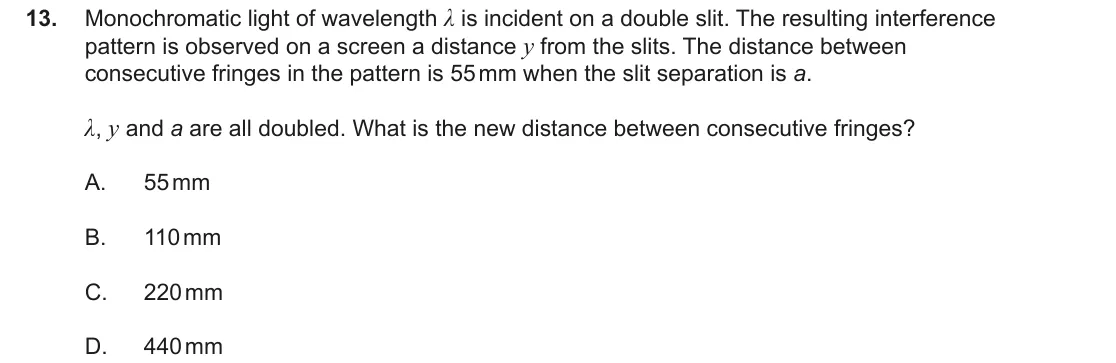 13. Monochromatic light of wavelength λ is incident on a double slit. The resulting interference
pattern is observed on a screen a distance y from the slits. The distance between
consecutive fringes in the pattern is 55 mm when the slit separation is a.
λ, y and a are all doubled. What is the new distance between consecutive fringes?
A. 55 mm
B. 110 mm
C. 220 mm
D. 440 mm